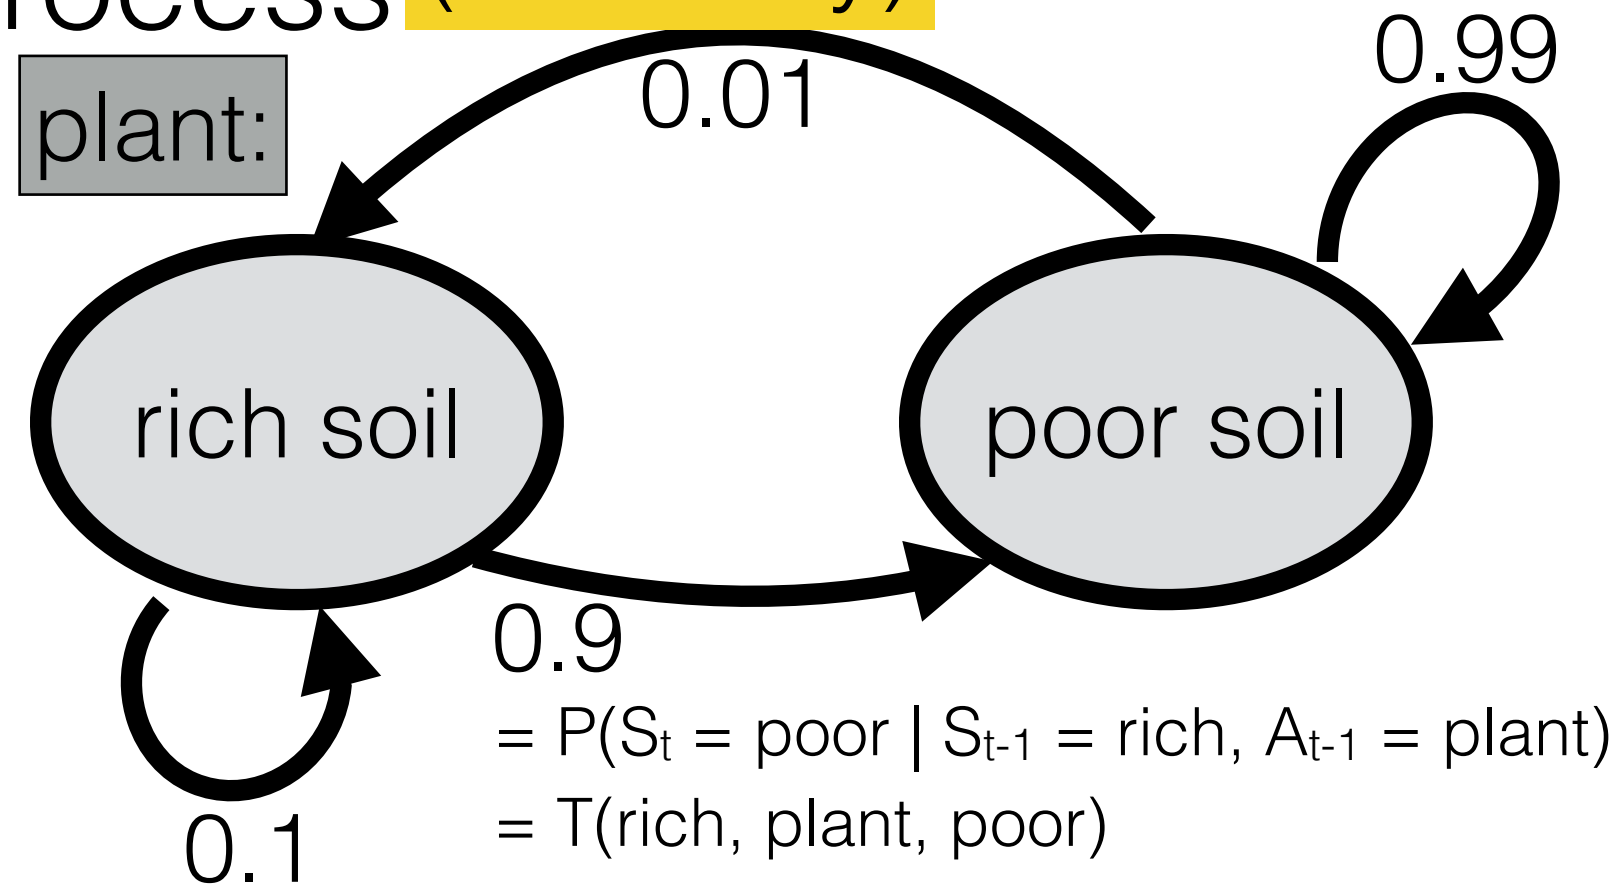 plant:
0.01
0.99
rich soil
poor soil
0.9
= P(Sₜ = poor | Sₜ₋₁ = rich, Aₜ₋₁ = plant)
= T(rich, plant, poor)
0.1